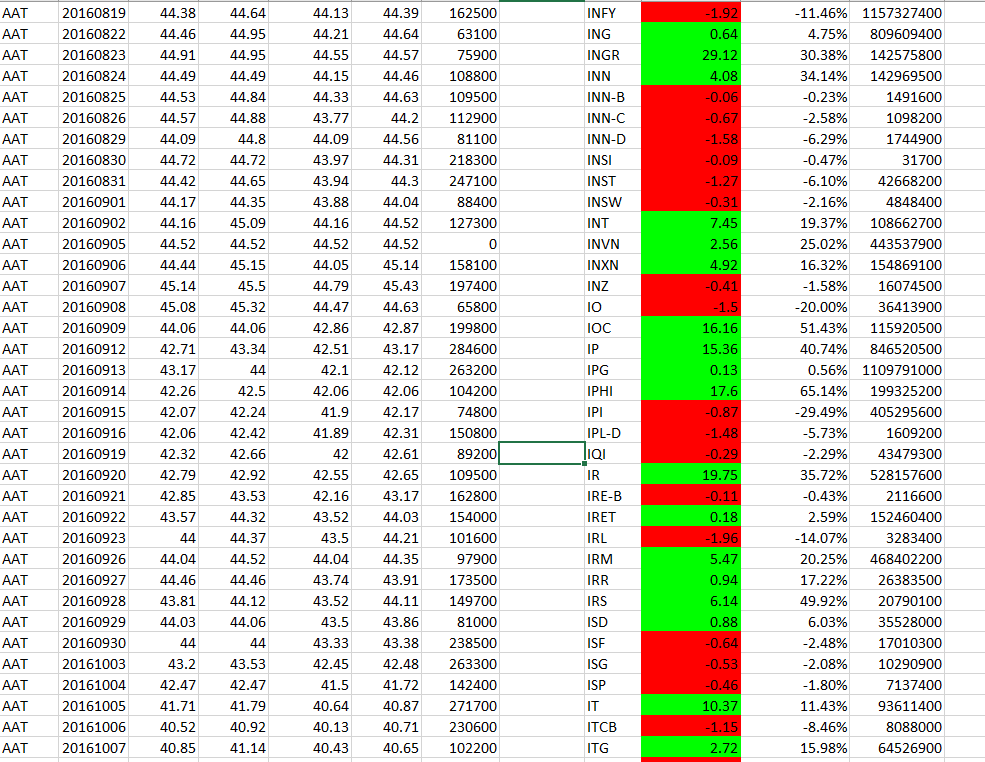 AAT 20160819 44.38 44.64 44.13 44.39 162500 INFY -1.92 -11.46% 1157327400
AAT 20160822 44.46 44.95 44.21 44.64 63100 ING 0.64 4.75% 809609400
AAT 20160823 44.91 44.95 44.55 44.57 75900 INGR 29.12 30.38% 142575800
AAT 20160824 44.49 44.49 44.15 44.46 108800 INN 4.08 34.14% 142969500
AAT 20160825 44.53 44.84 44.33 44.63 109500 INN-B -0.06 -0.23% 1491600
AAT 20160826 44.57 44.88 43.77 44.2 112900 INN-C -0.67 -2.58% 1098200
AAT 20160829 44.09 44.8 44.09 44.56 81100 INN-D -1.58 -6.29% 1744900
AAT 20160830 44.72 44.72 43.97 44.31 218300 INSI -0.09 -0.47% 31700
AAT 20160831 44.42 44.65 43.94 44.3 247100 INST -1.27 -6.10% 42668200
AAT 20160901 44.17 44.35 43.88 44.04 88400 INSW -0.31 -2.16% 4848400
AAT 20160902 44.16 45.09 44.16 44.52 127300 INT 7.45 19.37% 108662700
AAT 20160905 44.52 44.52 44.52 44.52 0 INVN 2.56 25.02% 443537900
AAT 20160906 44.44 45.15 44.05 45.14 158100 INXN 4.92 16.32% 154869100
AAT 20160907 45.14 45.5 44.79 45.43 197400 INZ -0.41 -1.58% 16074500
AAT 20160908 45.08 45.32 44.47 44.63 65800 IO -1.5 -20.00% 36413900
AAT 20160909 44.06 44.06 42.86 42.87 199800 IOC 16.16 51.43% 115920500
AAT 20160912 42.71 43.34 42.51 43.17 284600 IP 15.36 40.74% 846520500
AAT 20160913 43.17 44 42.1 42.12 263200 IPG 0.13 0.56% 1109791000
AAT 20160914 42.26 42.5 42.06 42.06 104200 IPHI 17.6 65.14% 199325200
AAT 20160915 42.07 42.24 41.9 42.17 74800 IPI -0.87 -29.49% 405295600
AAT 20160916 42.06 42.42 41.89 42.31 150800 IPL-D -1.48 -5.73% 1609200
AAT 20160919 42.32 42.66 42 42.61 89200 IQI -0.29 -2.29% 43479300
AAT 20160920 42.79 42.92 42.55 42.65 109500 IR 19.75 35.72% 528157600
AAT 20160921 42.85 43.53 42.16 43.17 162800 IRE-B -0.11 -0.43% 2116600
AAT 20160922 43.57 44.32 43.52 44.03 154000 IRET 0.18 2.59% 152460400
AAT 20160923 44 44.37 43.5 44.21 101600 IRL -1.96 -14.07% 3283400
AAT 20160926 44.04 44.52 44.04 44.35 97900 IRM 5.47 20.25% 468402200
AAT 20160927 44.46 44.46 43.74 43.91 173500 IRR 0.94 17.22% 26383500
AAT 20160928 43.81 44.12 43.52 44.11 149700 IRS 6.14 49.92% 20790100
AAT 20160929 44.03 44.06 43.5 43.86 81000 ISD 0.88 6.03% 35528000
AAT 20160930 44 44 43.33 43.38 238500 ISF -0.64 -2.48% 17010300
AAT 20161003 43.2 43.53 42.45 42.48 263300 ISG -0.53 -2.08% 10290900
AAT 20161004 42.47 42.47 41.5 41.72 142400 ISP -0.46 -1.80% 7137400
AAT 20161005 41.71 41.79 40.64 40.87 271700 IT 10.37 11.43% 93611400
AAT 20161006 40.52 40.92 40.13 40.71 230600 ITCB -1.15 -8.46% 8088000
AAT 20161007 40.85 41.14 40.43 40.65 102200 ITG 2.72 15.98% 64526900